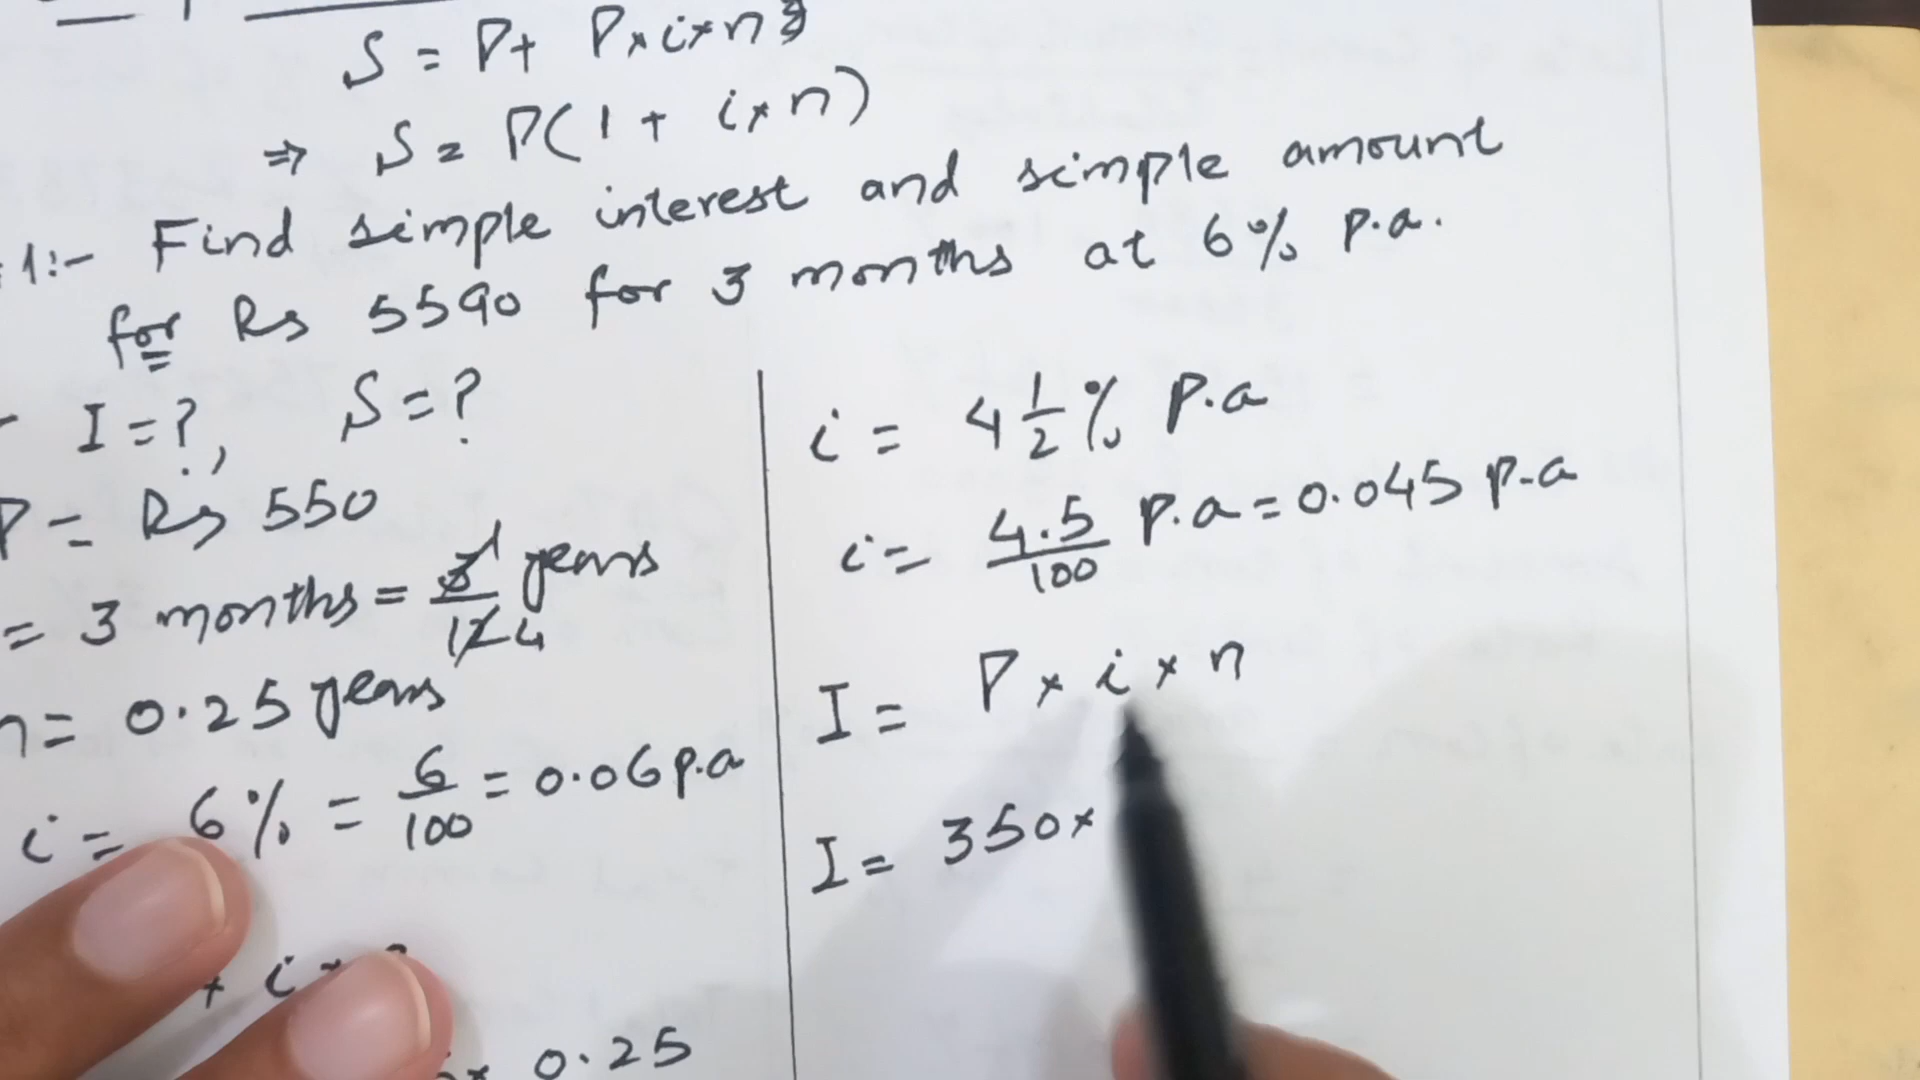 S = P + P × i × n
⇒ S = P(1 + i × n)
1:- Find simple interest and simple amount
for Rs 5590 for 3 months at 6% p.a.
I = ?, S = ?
P = Rs 550
= 3 months = 3/12 1/4 years
n = 0.25 years
i = 6% = 6/100 = 0.06 p.a
× i ×
× 0.25
i = 4 1/2 % p.a
i = 4.5/100 p.a = 0.045 p.a
I = P × i × n
I = 350 ×